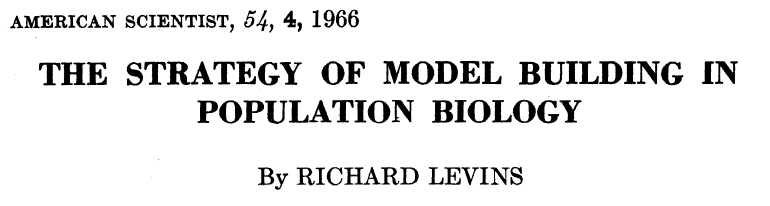 AMERICAN SCIENTIST, 54, 4, 1966
THE STRATEGY OF MODEL BUILDING IN
POPULATION BIOLOGY
By RICHARD LEVINS